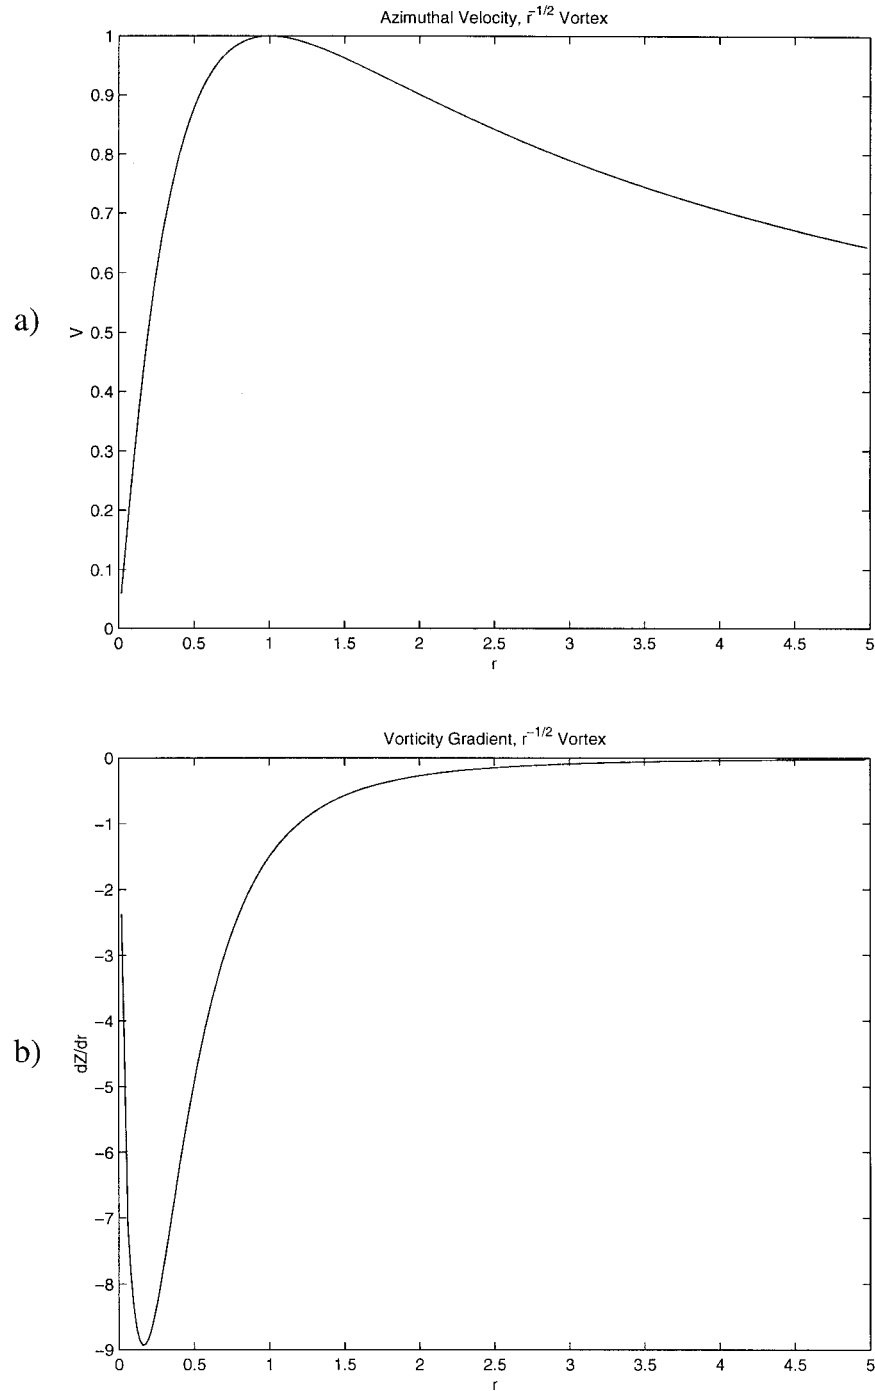 Azimuthal Velocity, r^-1/2 Vortex
1
0.9
0.8
0.7
0.6
a)
V
0.5
0.4
0.3
0.2
0.1
0
0 0.5 1 1.5 2 2.5 3 3.5 4 4.5 5
r
Vorticity Gradient, r^-1/2 Vortex
0
−1
−2
−3
−4
b)
dZ/dr
−5
−6
−7
−8
−9
0 0.5 1 1.5 2 2.5 3 3.5 4 4.5 5
r